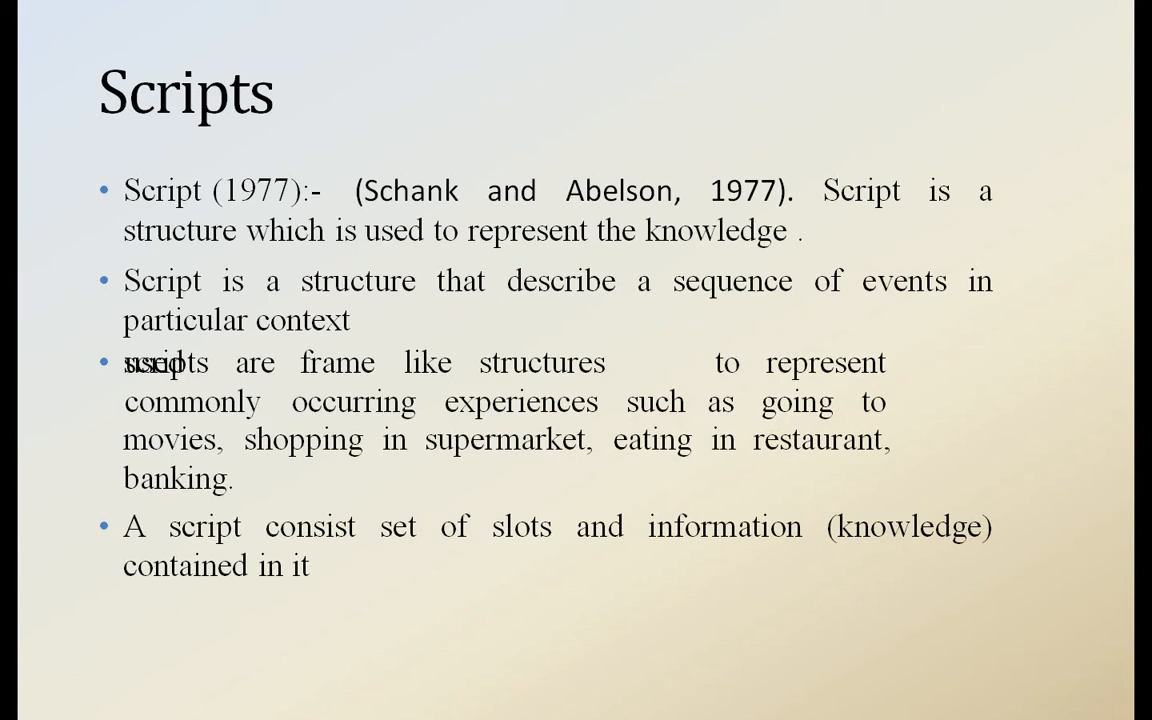 Scripts
• Script (1977):- (Schank and Abelson, 1977). Script is a
structure which is used to represent the knowledge .
• Script is a structure that describe a sequence of events in
particular context
• scripts are frame like structures used to represent
commonly occurring experiences such as going to
movies, shopping in supermarket, eating in restaurant,
banking.
• A script consist set of slots and information (knowledge)
contained in it